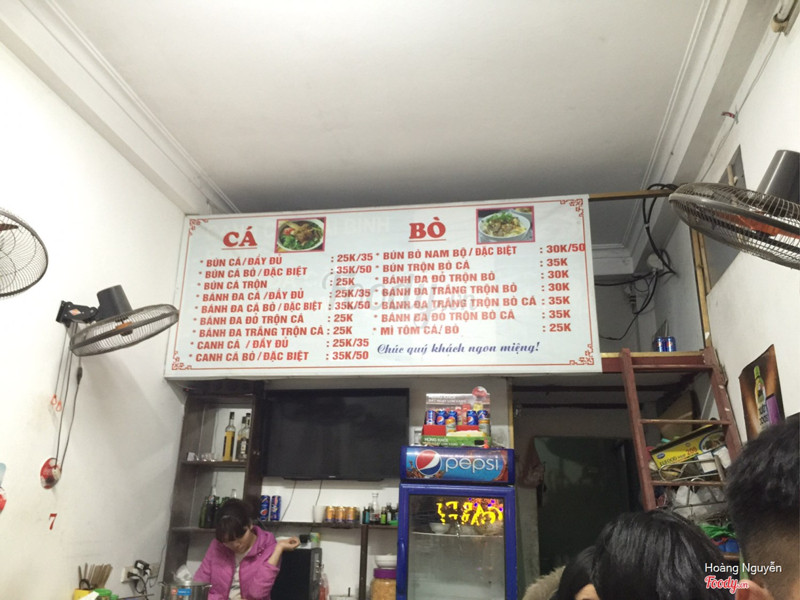 CÁ
* BÚN CÁ / ĐẦY ĐỦ : 25K/35
* BÚN CÁ BÒ / ĐẶC BIỆT : 35K/50
* BÚN CÁ TRỘN : 25K
* BÁNH ĐA CÁ / ĐẦY ĐỦ : 25K/35
* BÁNH ĐA CÁ BÒ / ĐẶC BIỆT : 35K/50
* BÁNH ĐA ĐỎ TRỘN CÁ : 25K
* BÁNH ĐA TRẮNG TRỘN CÁ : 25K
* CANH CÁ / ĐẦY ĐỦ : 25K/35
* CANH CÁ BÒ / ĐẶC BIỆT : 35K/50
BÒ
* BÚN BÒ NAM BỘ / ĐẶC BIỆT : 30K/50
* BÚN TRỘN BÒ CÁ : 35K
* BÁNH ĐA ĐỎ TRỘN BÒ : 30K
* BÁNH ĐA TRẮNG TRỘN BÒ : 30K
* BÁNH ĐA TRẮNG TRỘN BÒ CÁ : 35K
* BÁNH ĐA ĐỎ TRỘN BÒ CÁ : 35K
* MÌ TÔM CÁ / BÒ : 25K
Chúc quý khách ngon miệng!
pepsi
7
Hoàng Nguyễn
Foody.vn